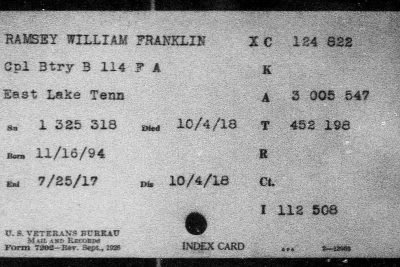 RAMSEY WILLIAM FRANKLIN X C 124 822
Cpl Btry B 114 F A K
East Lake Tenn A 3 005 547
Sn 1 325 318 Died 10/4/18 T 452 198
Born 11/16/94 R
Enl 7/25/17 Dis 10/4/18 Ct.
I 112 508
U. S. VETERANS BUREAU
MAIL AND RECORDS
Form 7202—Rev. Sept., 1926 INDEX CARD